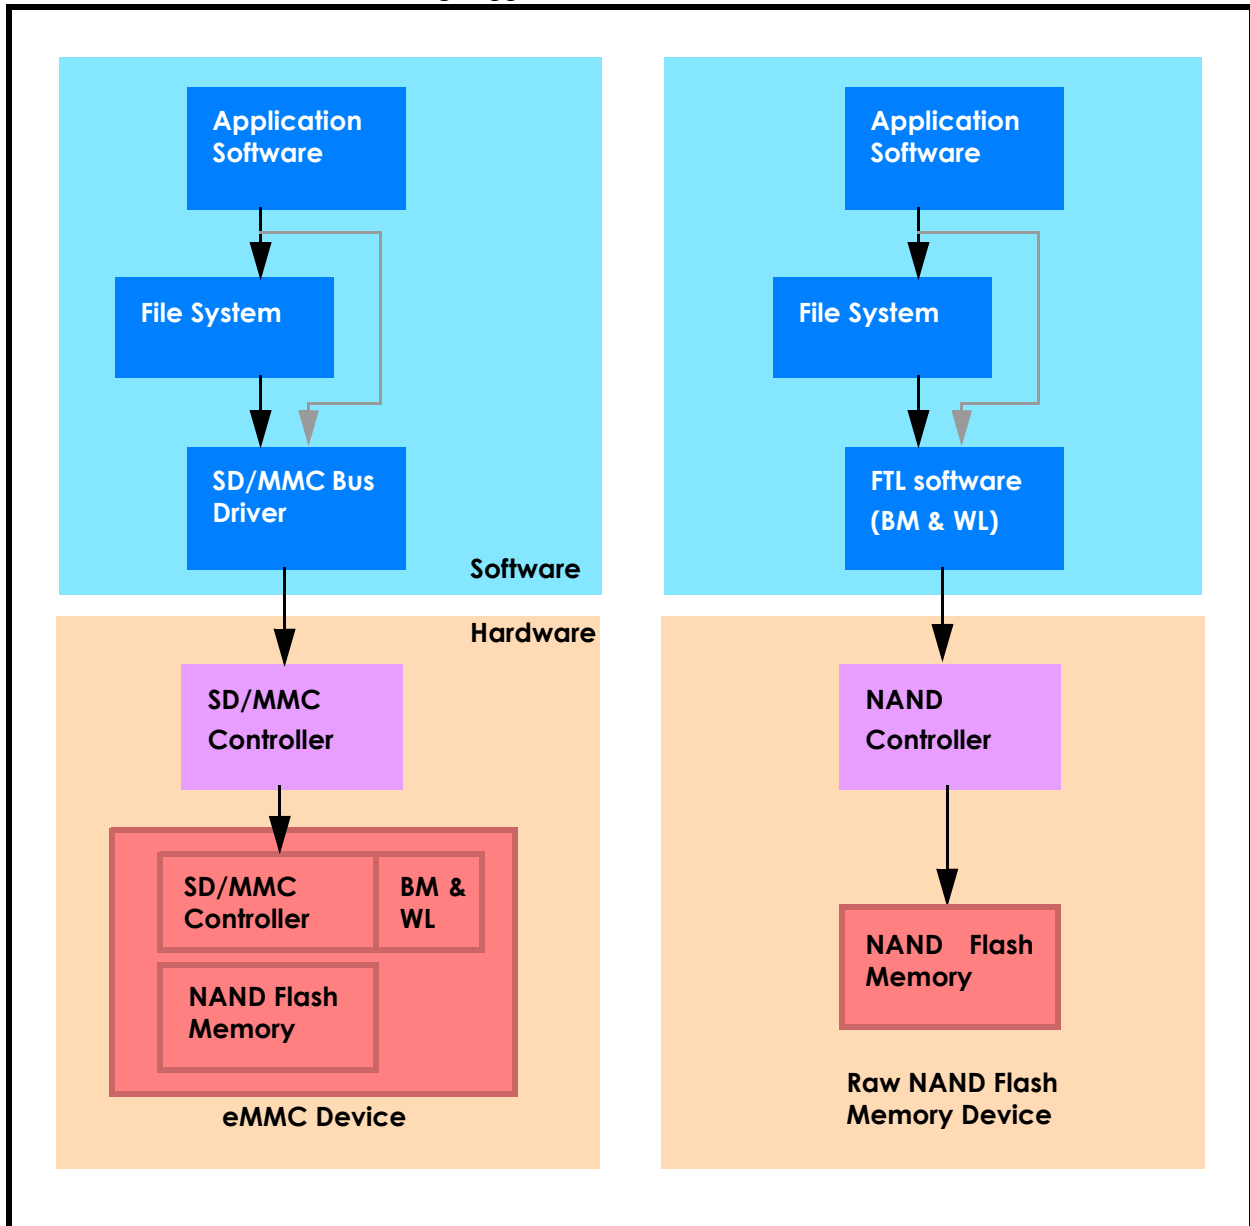 Application
Software
File System
SD/MMC Bus
Driver
Software
Hardware
SD/MMC
Controller
SD/MMC
Controller
BM &
WL
NAND Flash
Memory
eMMC Device
Application
Software
File System
FTL software
(BM & WL)
NAND
Controller
NAND Flash
Memory
Raw NAND Flash
Memory Device